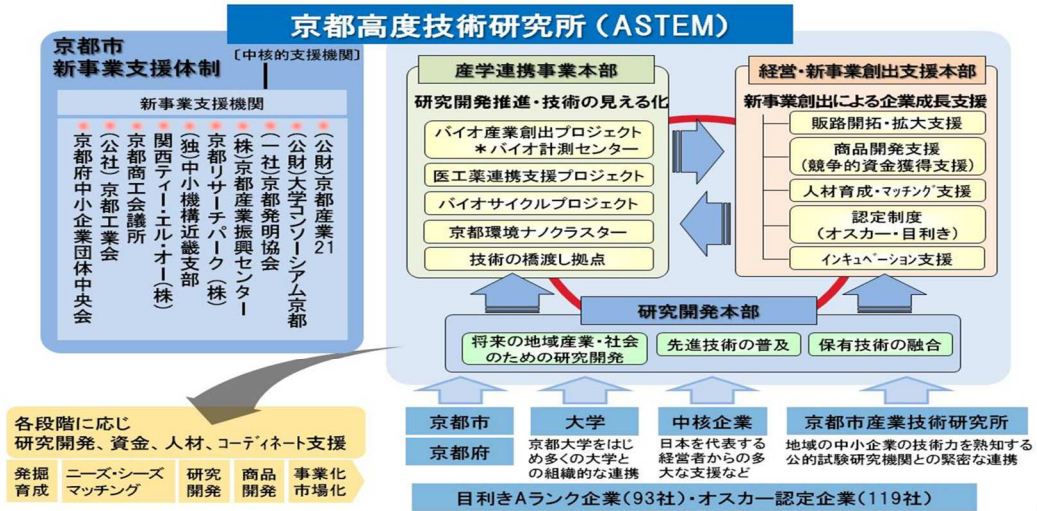 京都高度技術研究所（ASTEM）
京都市
新事業支援体制
〔中核的支援機関〕
新事業支援機関
京都府中小企業団体中央会
（公社）京都工業会
京都商工会議所
関西ティー・エル・オー（株）
（独）中小機構近畿支部
京都リサーチパーク（株）
（株）京都産業振興センター
（一社）京都発明協会
（公財）大学コンソーシアム京都
（公財）京都産業21
産学連携事業本部
研究開発推進・技術の見える化
バイオ産業創出プロジェクト
＊バイオ計測センター
医工薬連携支援プロジェクト
バイオサイクルプロジェクト
京都環境ナノクラスター
技術の橋渡し拠点
経営・新事業創出支援本部
新事業創出による企業成長支援
販路開拓・拡大支援
商品開発支援
（競争的資金獲得支援）
人材育成・マッチング支援
認定制度
（オスカー・目利き）
インキュベーション支援
研究開発本部
将来の地域産業・社会
のための研究開発
先進技術の普及
保有技術の融合
各段階に応じ
研究開発、資金、人材、コーディネート支援
発掘
育成
ニーズ・シーズ
マッチング
研究
開発
商品
開発
事業化
市場化
京都市
京都府
大学
京都大学をはじ
め多くの大学と
の組織的な連携
中核企業
日本を代表する
経営者からの多
大な支援など
京都市産業技術研究所
地域の中小企業の技術力を熟知する
公的試験研究機関との緊密な連携
目利きAランク企業（93社）・オスカー認定企業（119社）